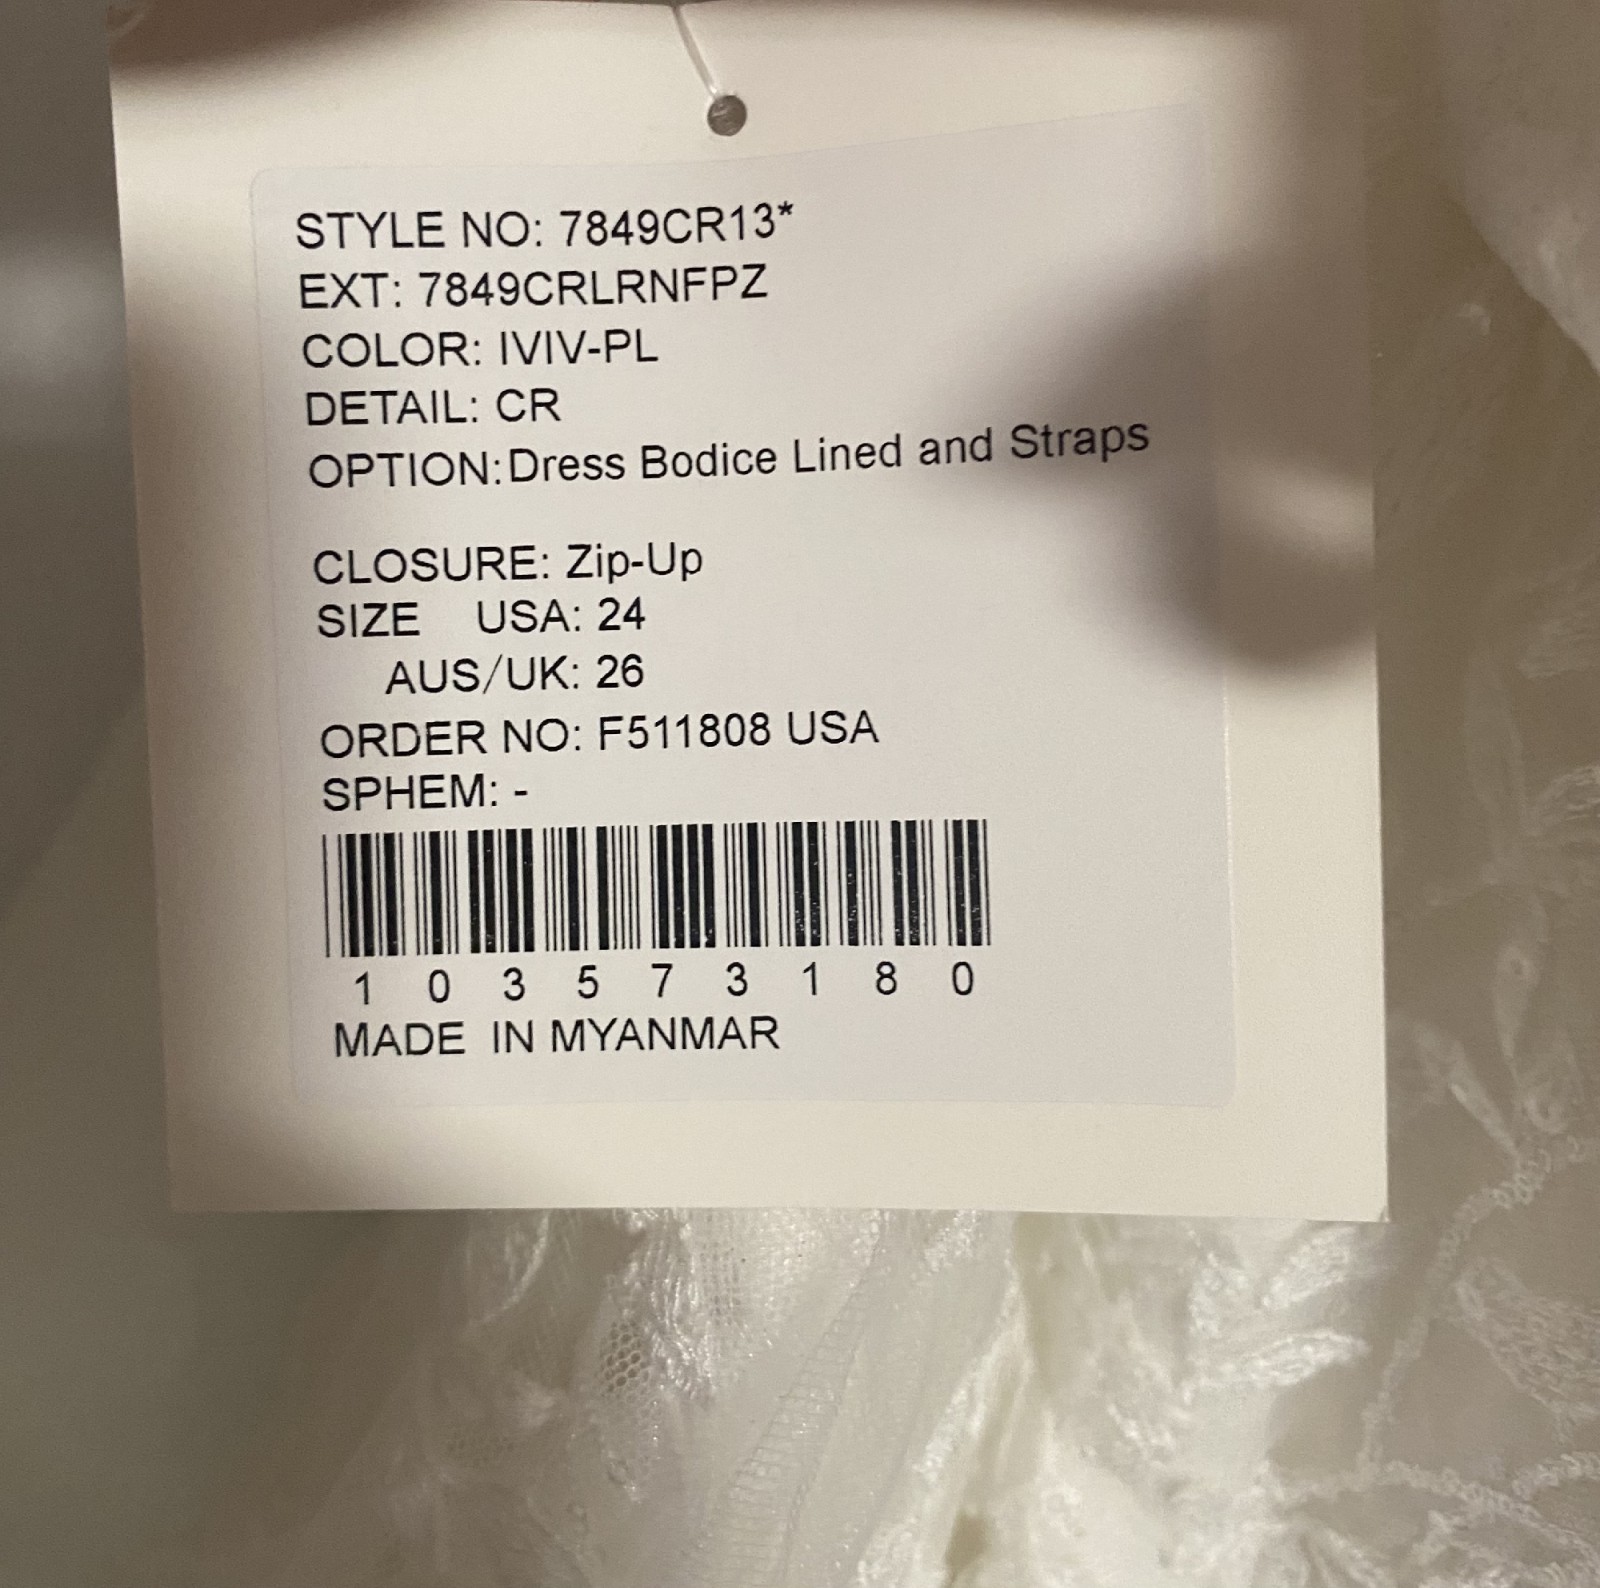 STYLE NO: 7849CR13*
EXT: 7849CRLRNFPZ
COLOR: IVIV-PL
DETAIL: CR
OPTION:Dress Bodice Lined and Straps
CLOSURE: Zip-Up
SIZE USA: 24
AUS/UK: 26
ORDER NO: F511808 USA
SPHEM: -
1 0 3 5 7 3 1 8 0
MADE IN MYANMAR